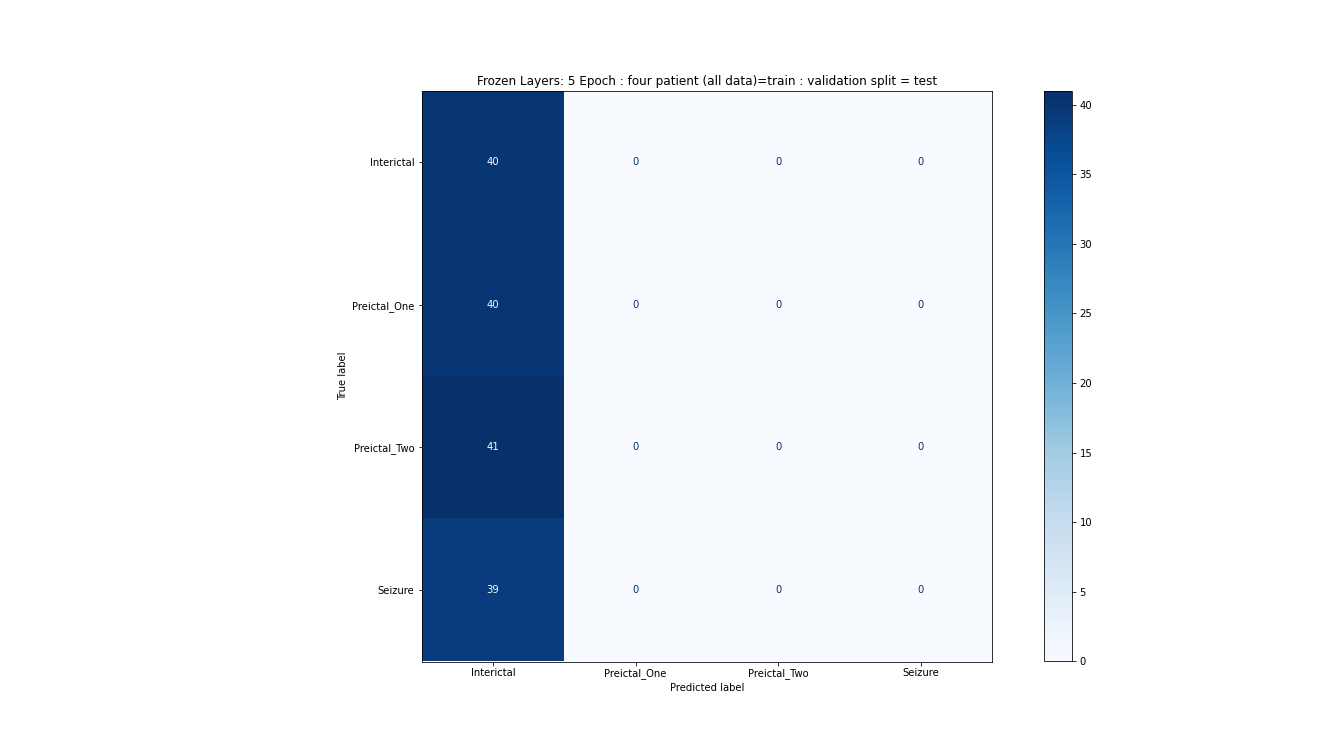 Frozen Layers: 5 Epoch : four patient (all data)=train : validation split = test
Interictal 40 0 0 0
Preictal_One 40 0 0 0
Preictal_Two 41 0 0 0
Seizure 39 0 0 0
Interictal Preictal_One Preictal_Two Seizure
Predicted label
True label
40
35
30
25
20
15
10
5
0